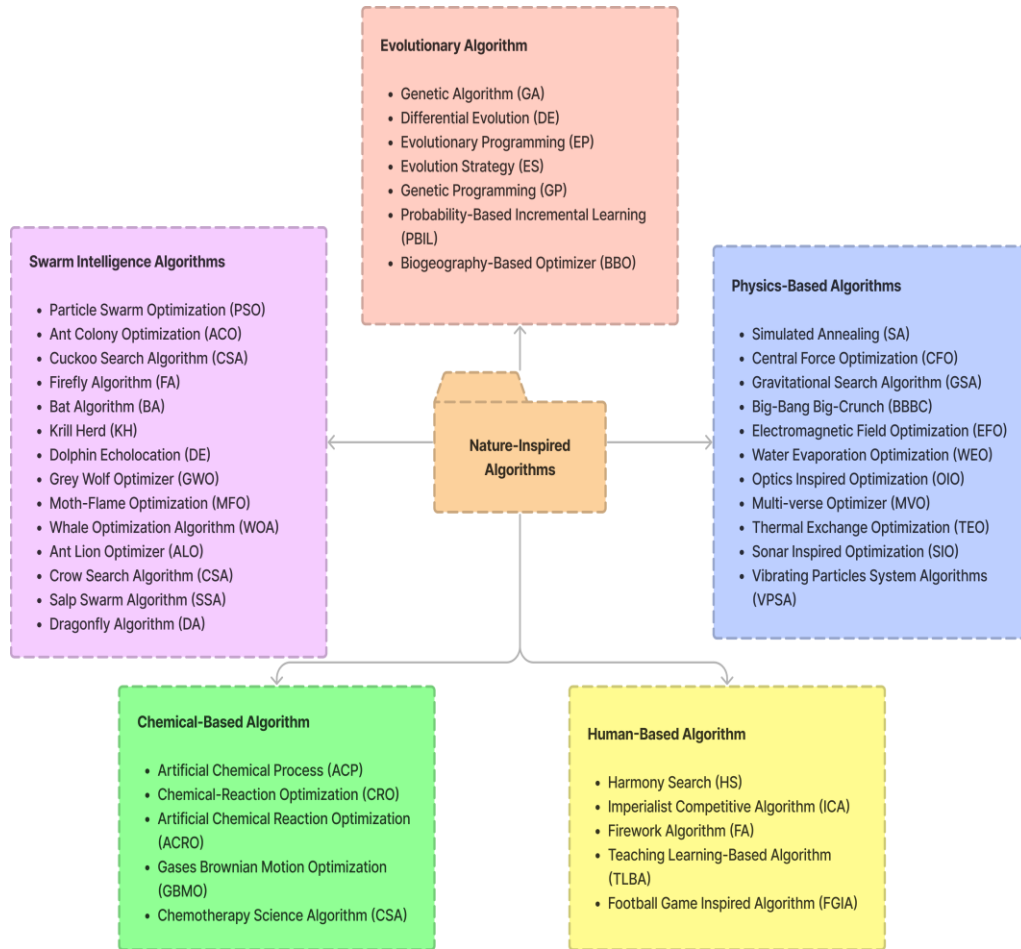 Evolutionary Algorithm
• Genetic Algorithm (GA)
• Differential Evolution (DE)
• Evolutionary Programming (EP)
• Evolution Strategy (ES)
• Genetic Programming (GP)
• Probability-Based Incremental Learning
(PBIL)
• Biogeography-Based Optimizer (BBO)
Swarm Intelligence Algorithms
• Particle Swarm Optimization (PSO)
• Ant Colony Optimization (ACO)
• Cuckoo Search Algorithm (CSA)
• Firefly Algorithm (FA)
• Bat Algorithm (BA)
• Krill Herd (KH)
• Dolphin Echolocation (DE)
• Grey Wolf Optimizer (GWO)
• Moth-Flame Optimization (MFO)
• Whale Optimization Algorithm (WOA)
• Ant Lion Optimizer (ALO)
• Crow Search Algorithm (CSA)
• Salp Swarm Algorithm (SSA)
• Dragonfly Algorithm (DA)
Nature-Inspired
Algorithms
Physics-Based Algorithms
• Simulated Annealing (SA)
• Central Force Optimization (CFO)
• Gravitational Search Algorithm (GSA)
• Big-Bang Big-Crunch (BBBC)
• Electromagnetic Field Optimization (EFO)
• Water Evaporation Optimization (WEO)
• Optics Inspired Optimization (OIO)
• Multi-verse Optimizer (MVO)
• Thermal Exchange Optimization (TEO)
• Sonar Inspired Optimization (SIO)
• Vibrating Particles System Algorithms
(VPSA)
Chemical-Based Algorithm
• Artificial Chemical Process (ACP)
• Chemical-Reaction Optimization (CRO)
• Artificial Chemical Reaction Optimization
(ACRO)
• Gases Brownian Motion Optimization
(GBMO)
• Chemotherapy Science Algorithm (CSA)
Human-Based Algorithm
• Harmony Search (HS)
• Imperialist Competitive Algorithm (ICA)
• Firework Algorithm (FA)
• Teaching Learning-Based Algorithm
(TLBA)
• Football Game Inspired Algorithm (FGIA)